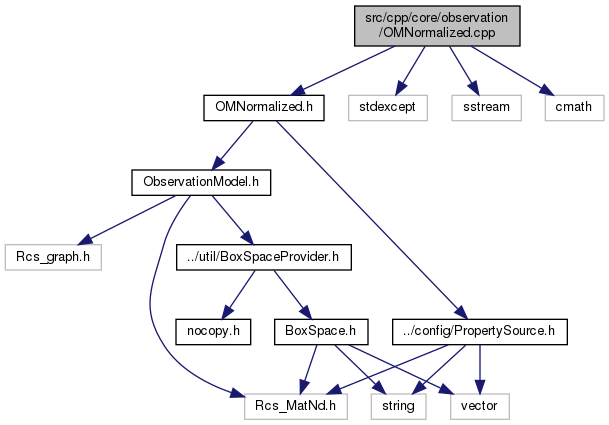 src/cpp/core/observation
/OMNormalized.cpp
OMNormalized.h
stdexcept
sstream
cmath
ObservationModel.h
Rcs_graph.h
../util/BoxSpaceProvider.h
nocopy.h
BoxSpace.h
../config/PropertySource.h
Rcs_MatNd.h
string
vector